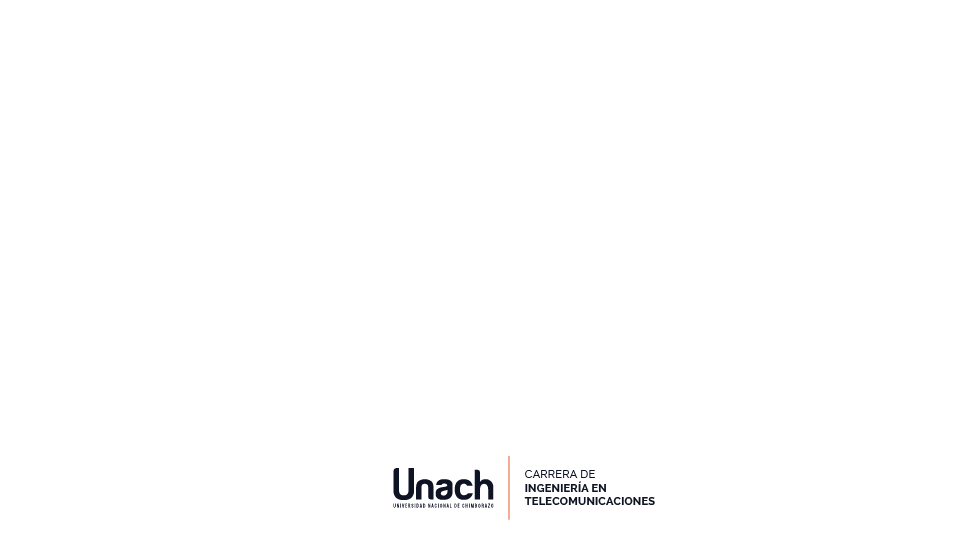 Unach
UNIVERSIDAD NACIONAL DE CHIMBORAZO
CARRERA DE
INGENIERÍA EN
TELECOMUNICACIONES